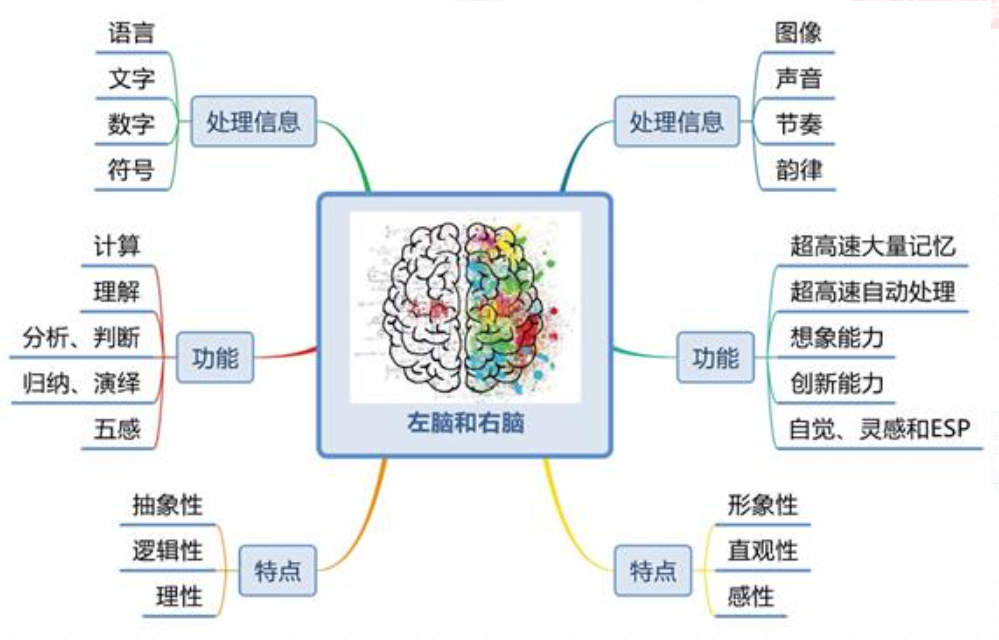 语言
文字
数字
符号
处理信息
计算
理解
分析、判断
归纳、演绎
五感
功能
抽象性
逻辑性
理性
特点
左脑和右脑
图像
声音
节奏
韵律
处理信息
超高速大量记忆
超高速自动处理
想象能力
创新能力
自觉、灵感和ESP
功能
形象性
直观性
感性
特点